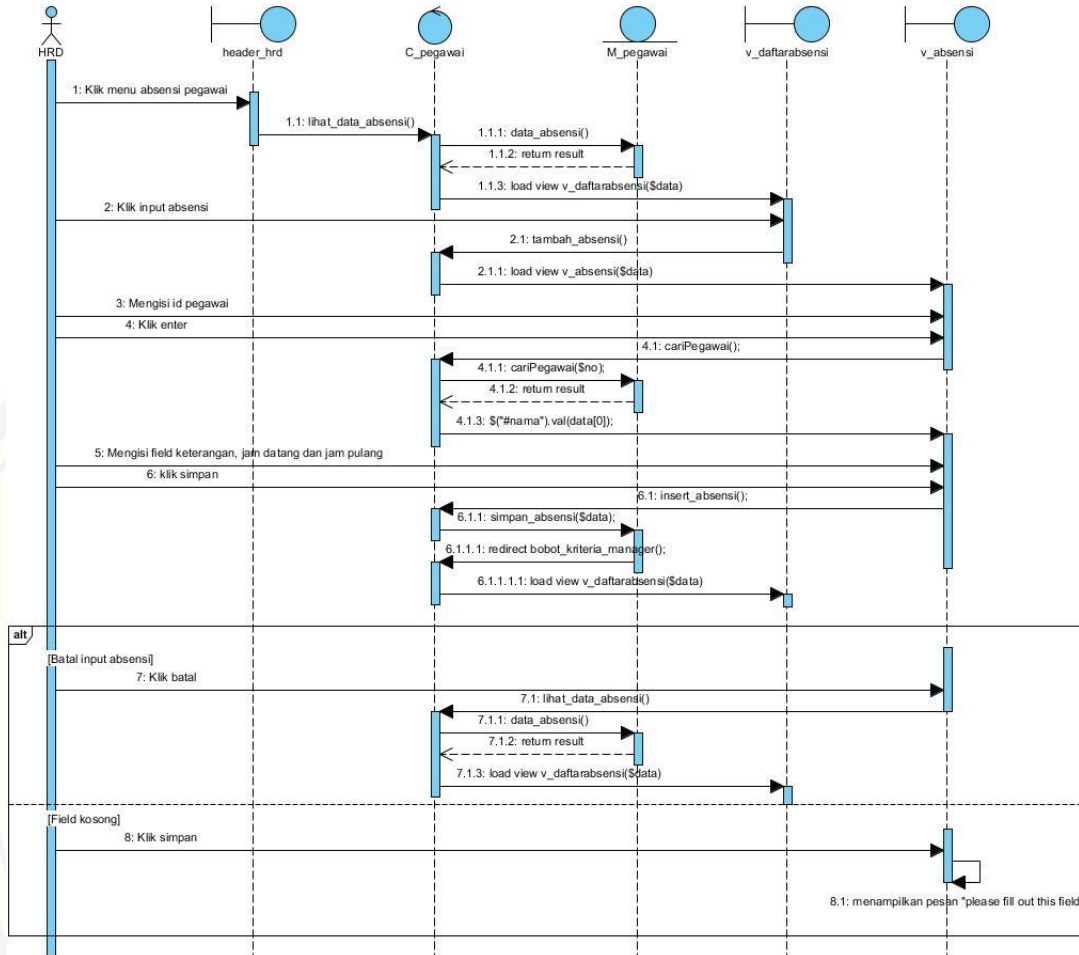 HRD
header_hrd
C_pegawai
M_pegawai
v_daftarabsensi
v_absensi
1: Klik menu absensi pegawai
1.1: lihat_data_absensi()
1.1.1: data_absensi()
1.1.2: return result
1.1.3: load view v_daftarabsensi($data)
2: Klik input absensi
2.1: tambah_absensi()
2.1.1: load view v_absensi($data)
3: Mengisi id pegawai
4: Klik enter
4.1: cariPegawai();
4.1.1: cariPegawai($no);
4.1.2: return result
4.1.3: $("#nama").val(data[0]);
5: Mengisi field keterangan, jam datang dan jam pulang
6: klik simpan
6.1: insert_absensi();
6.1.1: simpan_absensi($data);
6.1.1.1: redirect bobot_kriteria_manager();
6.1.1.1.1: load view v_daftarabsensi($data)
alt
[Batal input absensi]
7: Klik batal
7.1: lihat_data_absensi()
7.1.1: data_absensi()
7.1.2: return result
7.1.3: load view v_daftarabsensi($data)
[Field kosong]
8: Klik simpan
8.1: menampilkan pesan "please fill out this field